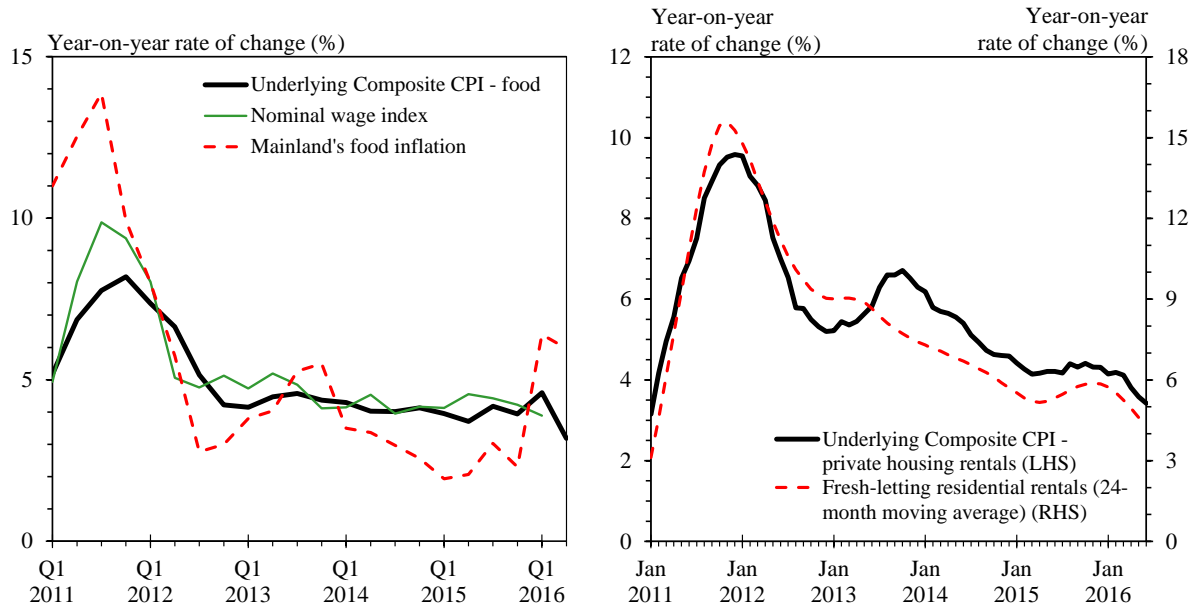 Year-on-year rate of change (%)
15
10
5
0
Underlying Composite CPI - food
Nominal wage index
Mainland's food inflation
Q1
2011
Q1
2012
Q1
2013
Q1
2014
Q1
2015
Q1
2016
Year-on-year
rate of change (%)
Year-on-year
rate of change (%)
12
10
8
6
4
2
0
18
15
12
9
6
3
0
Underlying Composite CPI -
private housing rentals (LHS)
Fresh-letting residential rentals (24-
month moving average) (RHS)
Jan
2011
Jan
2012
Jan
2013
Jan
2014
Jan
2015
Jan
2016